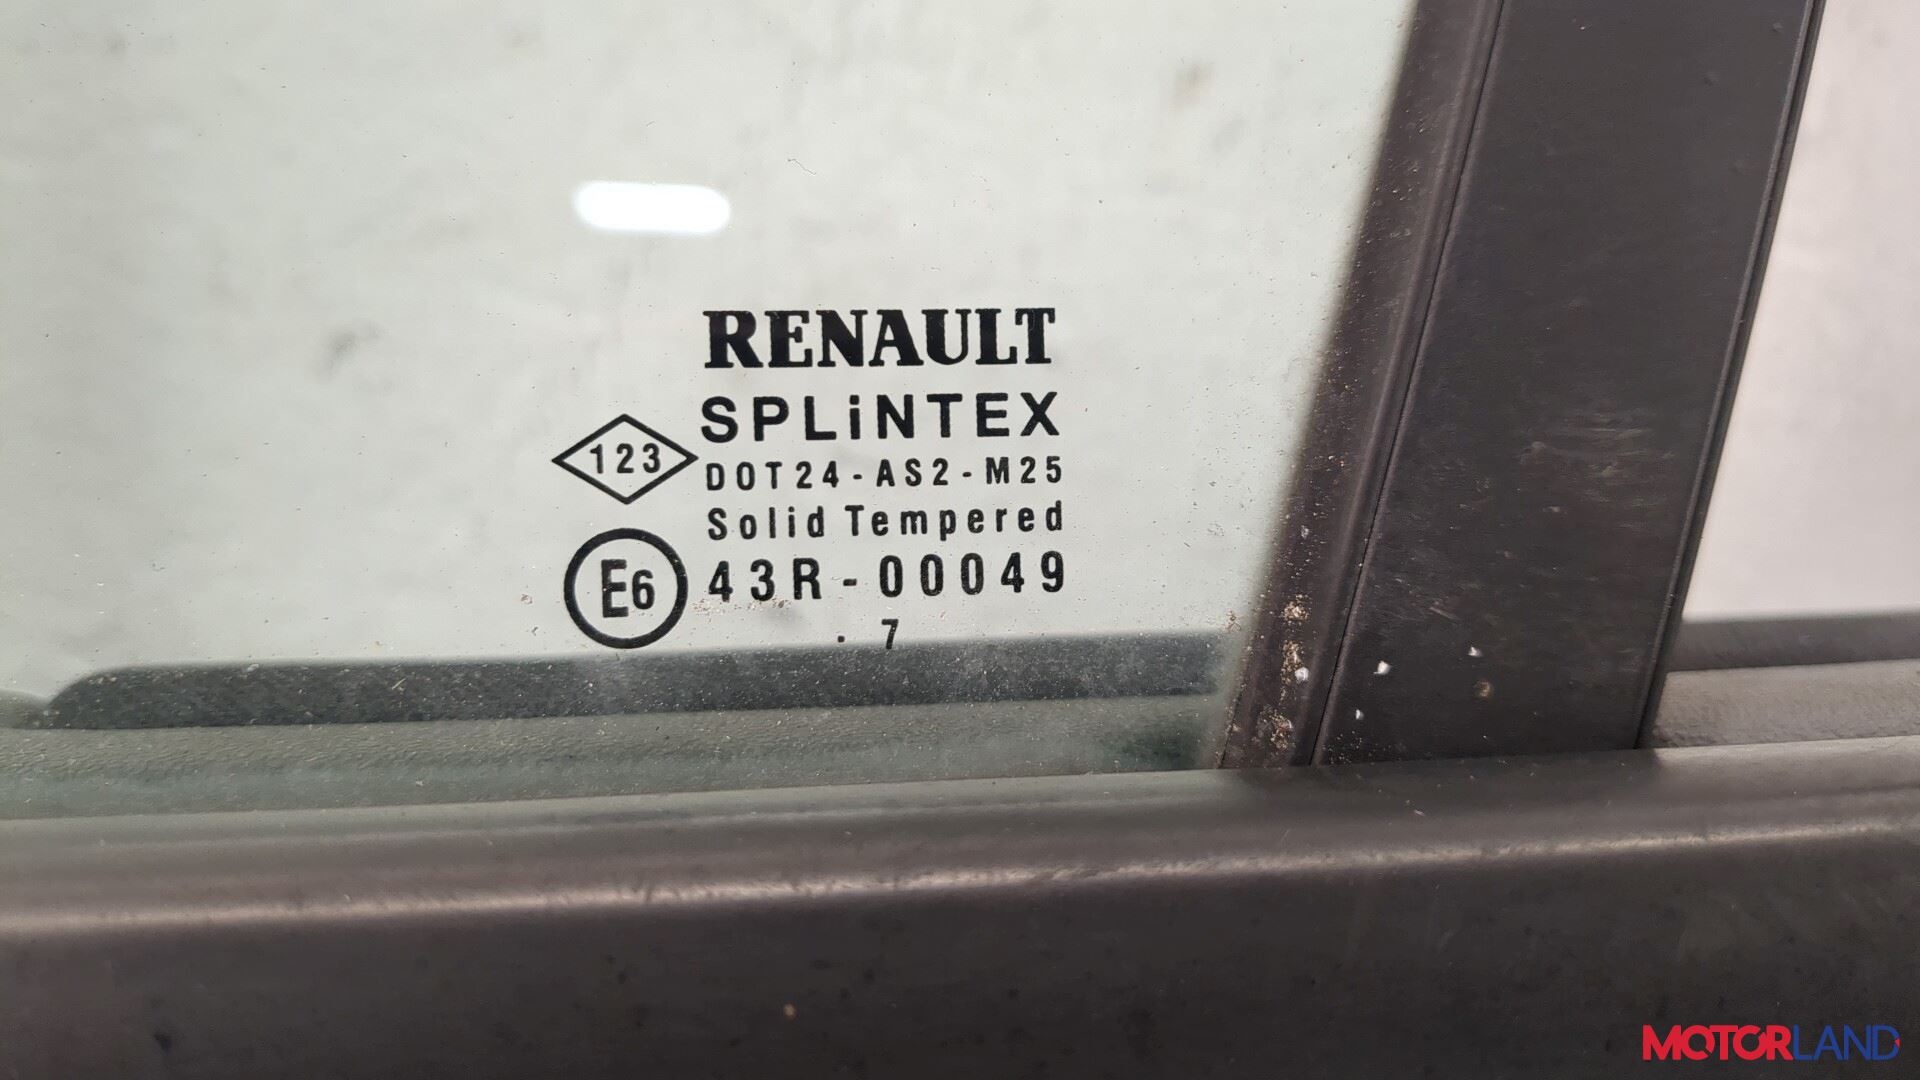 RENAULT
SPLiNTEX
123
DOT24-AS2-M25
Solid Tempered
E6 43R-00049
. 7
MOTORLAND